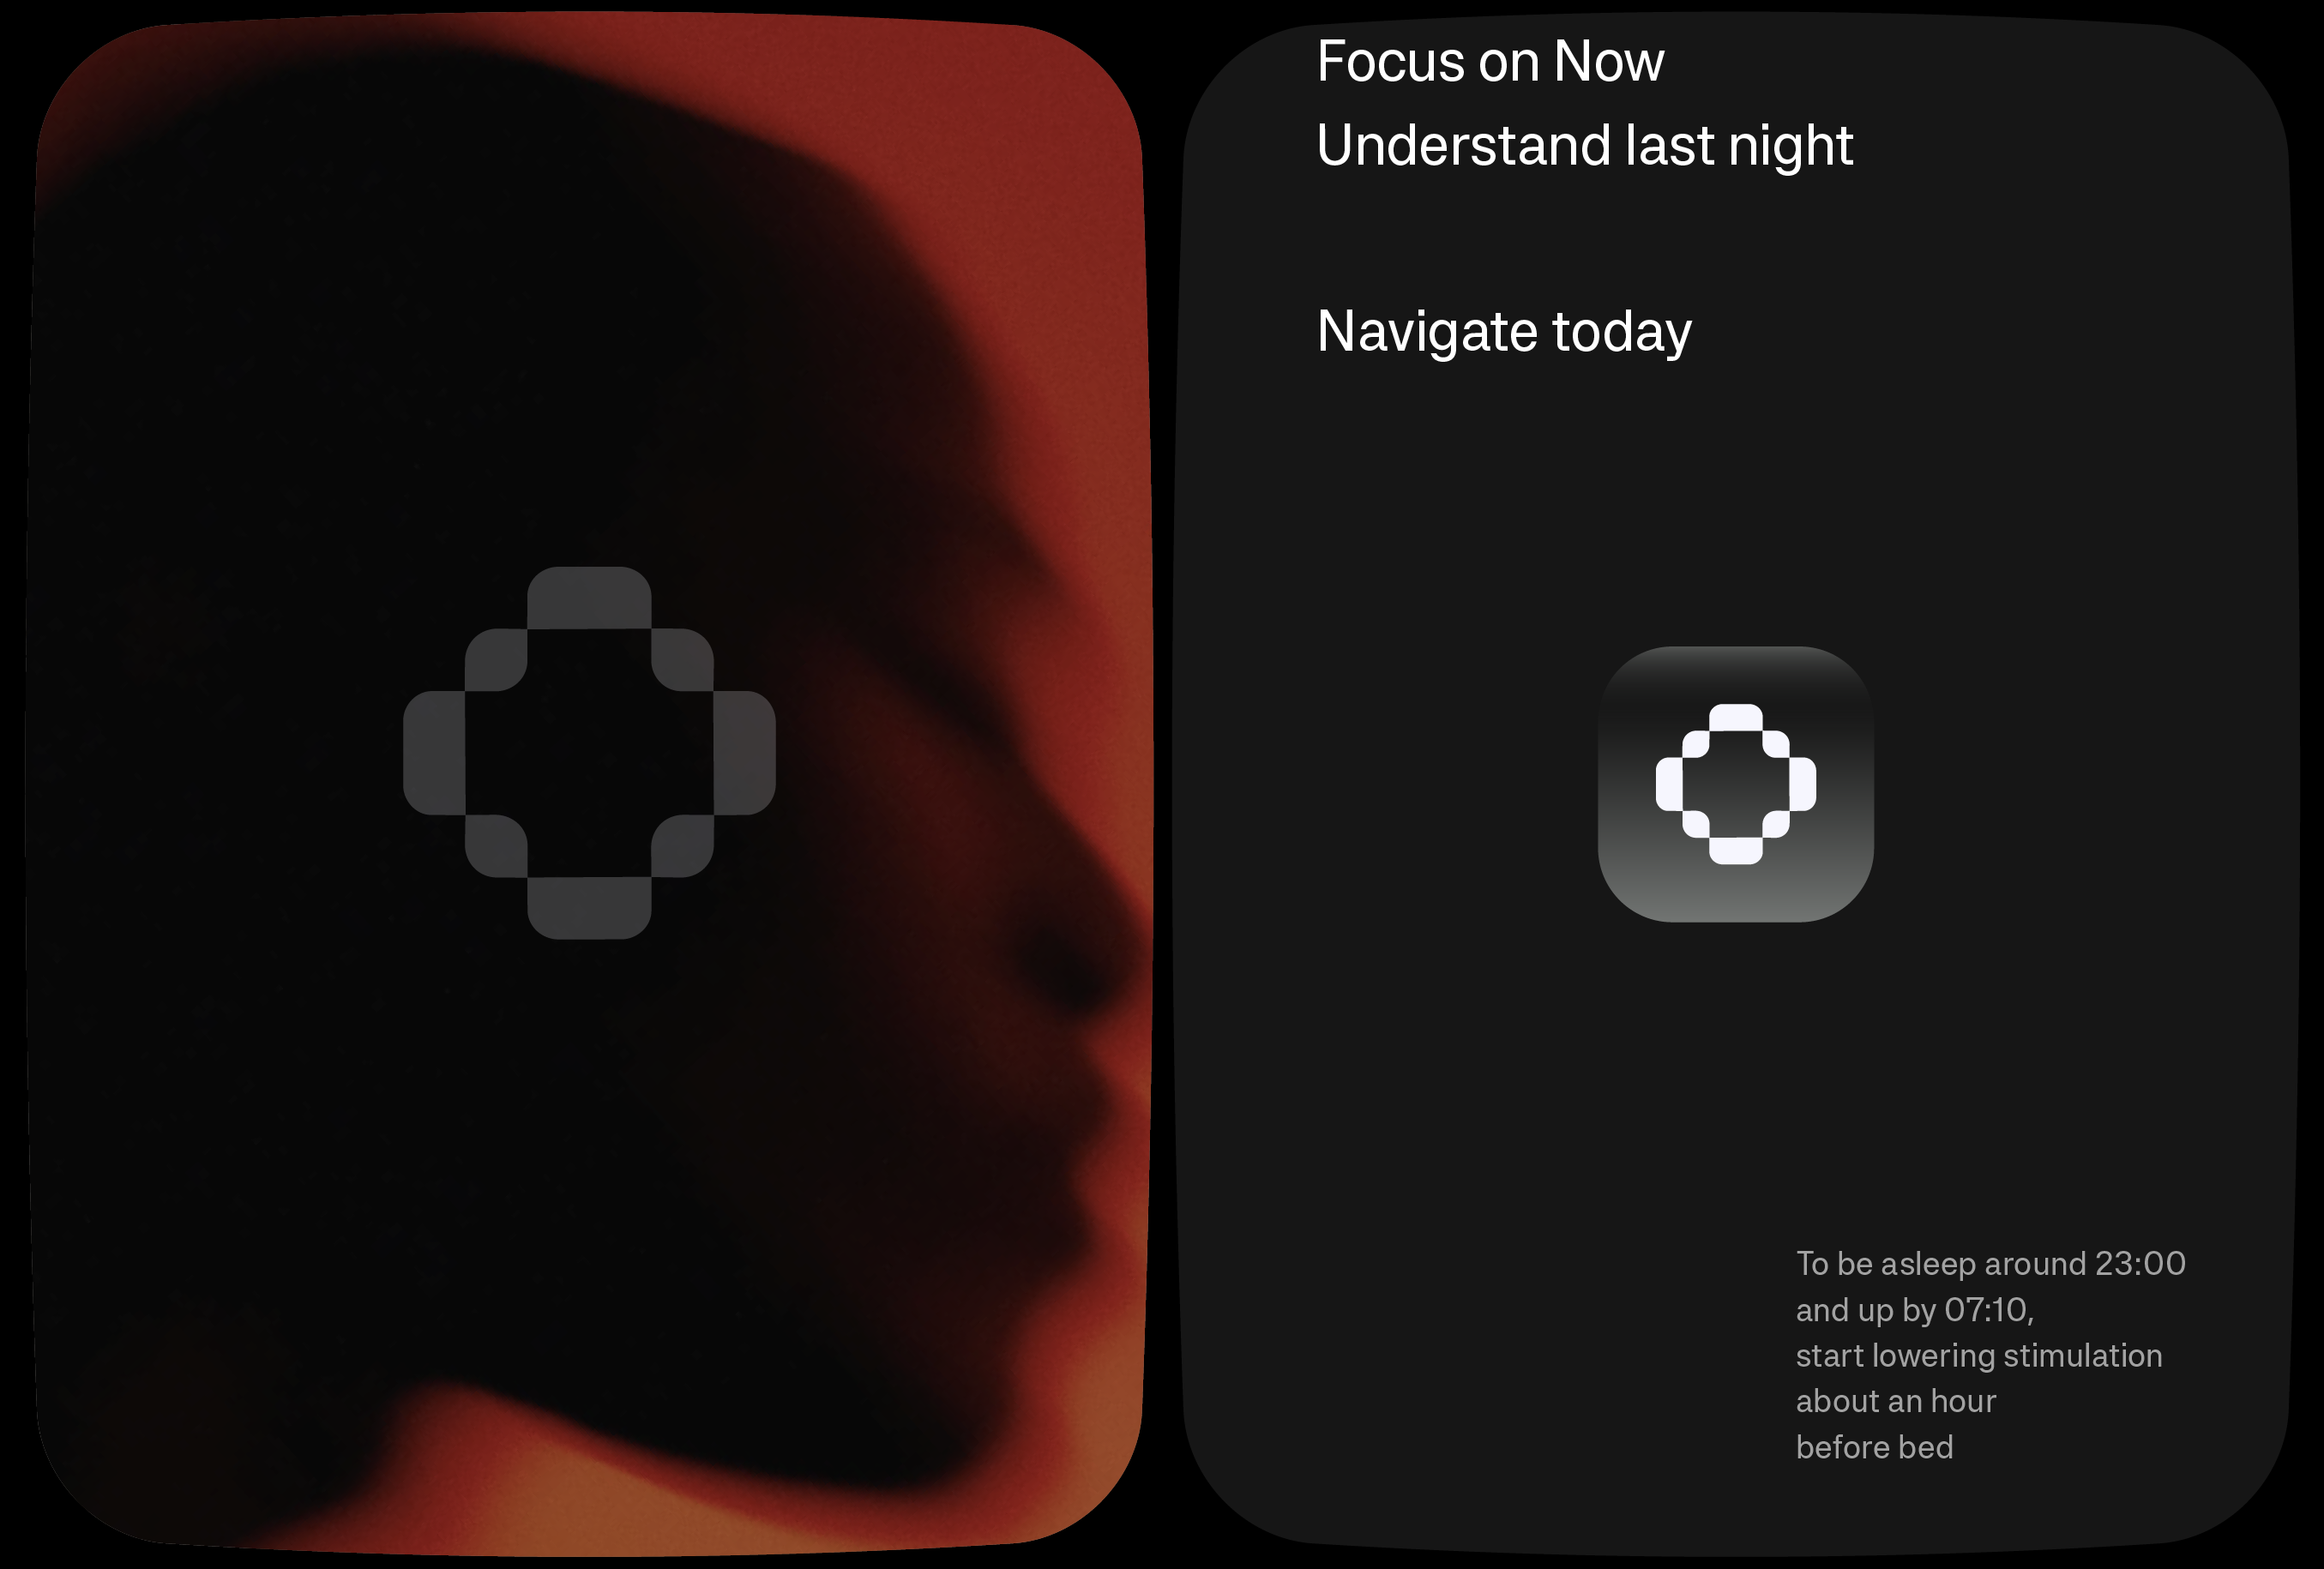 Focus on Now
Understand last night
Navigate today
To be asleep around 23:00
and up by 07:10,
start lowering stimulation
about an hour
before bed